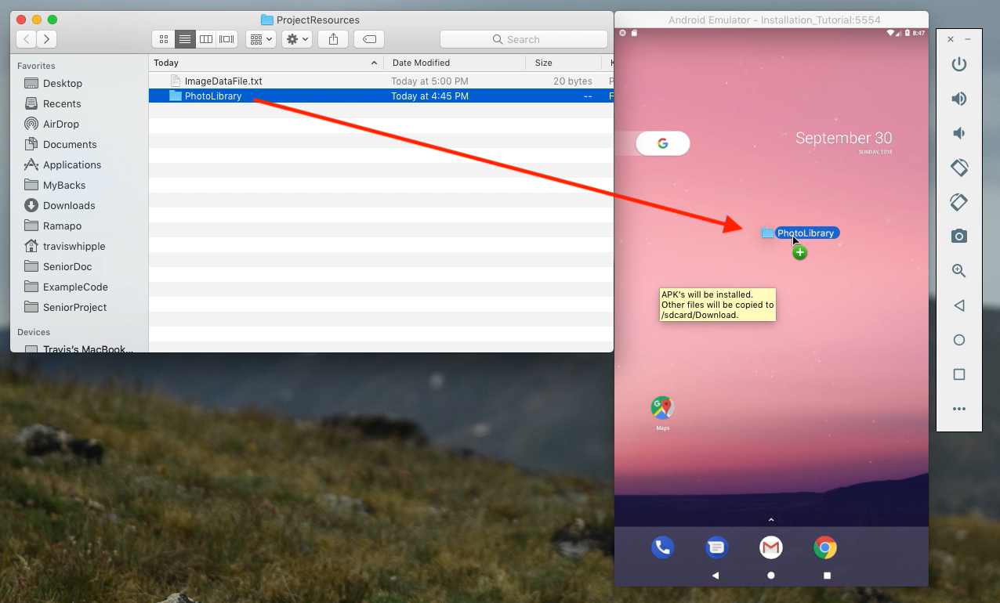 ProjectResources
Search
Favorites
Desktop
Recents
AirDrop
Documents
Applications
MyBacks
Downloads
Ramapo
traviswhipple
SeniorDoc
ExampleCode
SeniorProject
Devices
Travis's MacBook...
Today Date Modified Size
ImageDataFile.txt Today at 5:00 PM 20 bytes
PhotoLibrary Today at 4:45 PM --
Android Emulator - Installation_Tutorial:5554
8:47
G
September 30
SUNDAY, 2018
PhotoLibrary
APK's will be installed.
Other files will be copied to
/sdcard/Download.
Maps